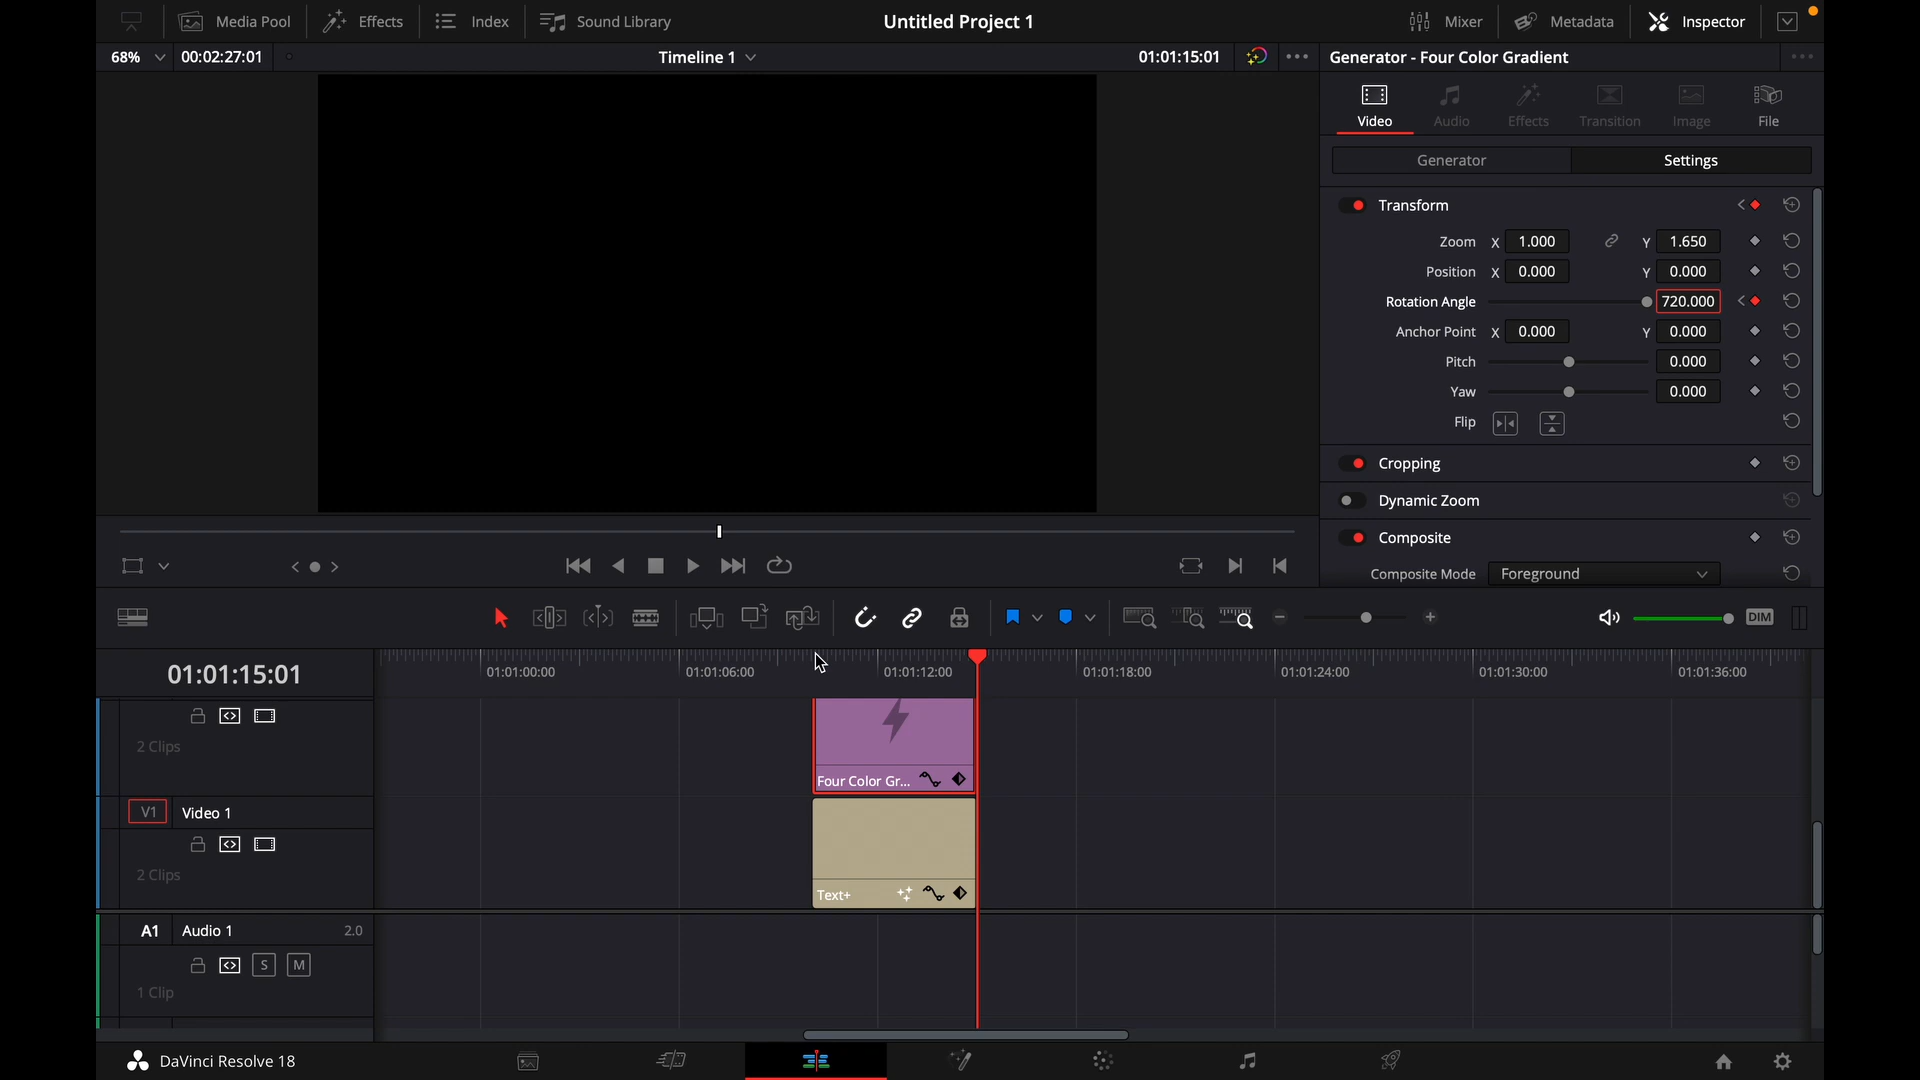 Media Pool Effects Index Sound Library Untitled Project 1 Mixer Metadata Inspector
68% 00:02:27:01 Timeline 1 01:01:15:01 Generator - Four Color Gradient
Video Audio Effects Transition Image File
Generator Settings
Transform
Zoom X 1.000 Y 1.650
Position X 0.000 Y 0.000
Rotation Angle 720.000
Anchor Point X 0.000 Y 0.000
Pitch 0.000
Yaw 0.000
Flip
Cropping
Dynamic Zoom
Composite
Composite Mode Foreground
DIM
01:01:15:01 01:01:00:00 01:01:06:00 01:01:12:00 01:01:18:00 01:01:24:00 01:01:30:00 01:01:36:00
2 Clips
Four Color Gr...
V1 Video 1
2 Clips
Text+
A1 Audio 1 2.0
S M
1 Clip
DaVinci Resolve 18